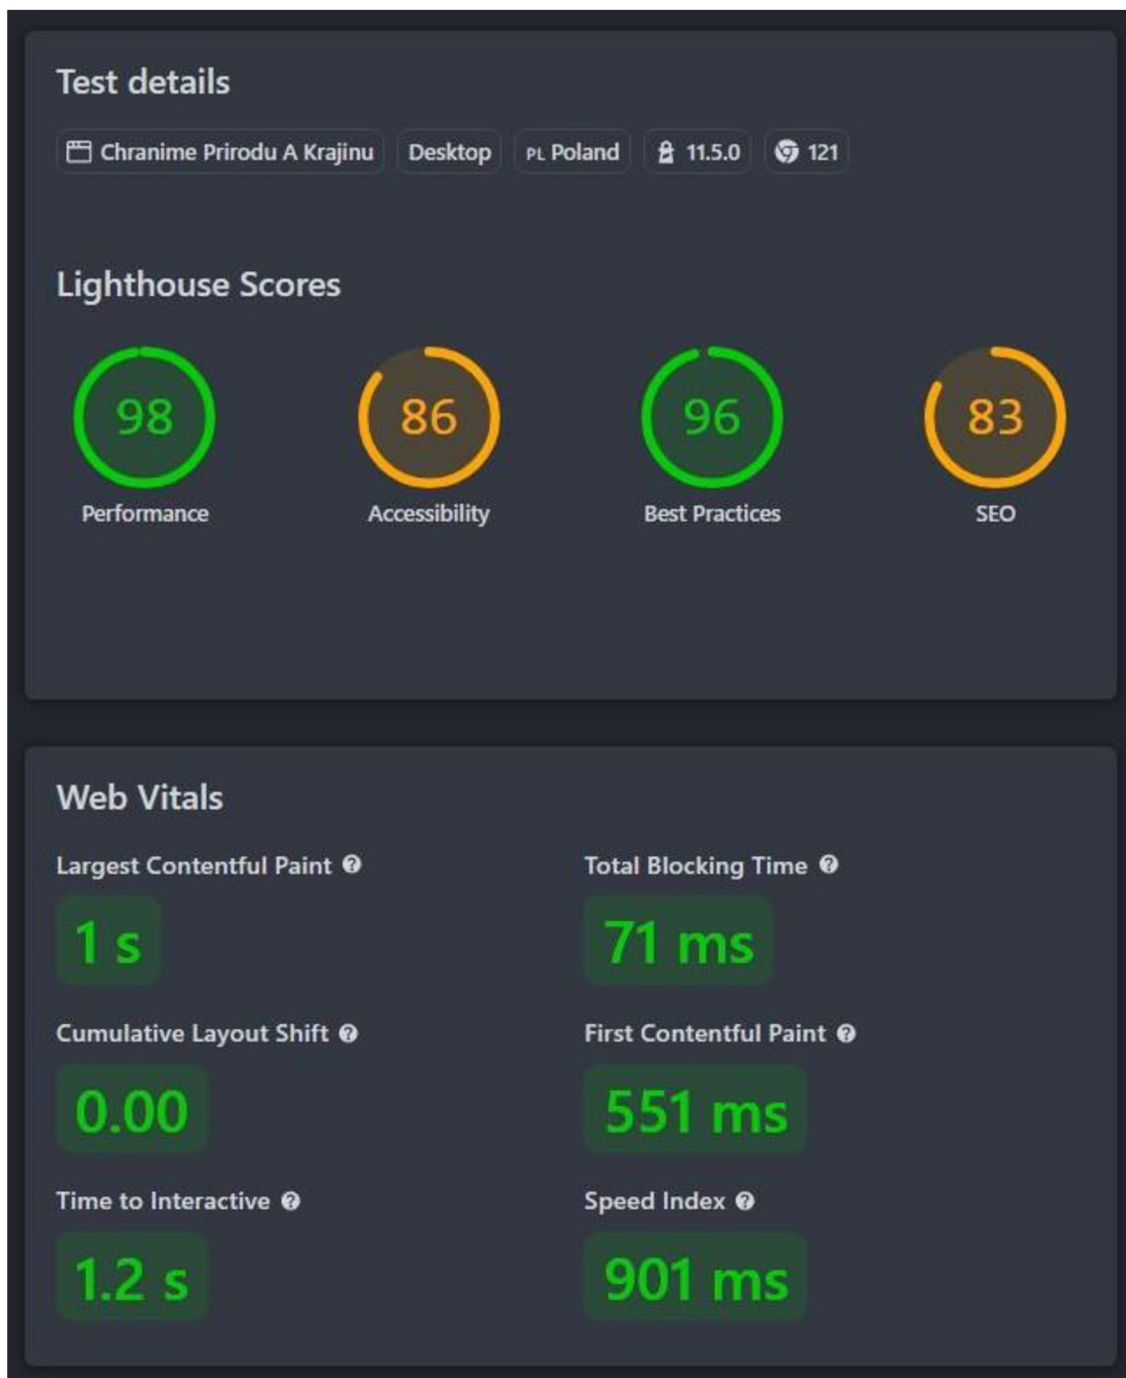 Test details
Chranime Prirodu A Krajinu Desktop PL Poland 11.5.0 121
Lighthouse Scores
98 86 96 83
Performance Accessibility Best Practices SEO
Web Vitals
Largest Contentful Paint ? Total Blocking Time ?
1 s 71 ms
Cumulative Layout Shift ? First Contentful Paint ?
0.00 551 ms
Time to Interactive ? Speed Index ?
1.2 s 901 ms